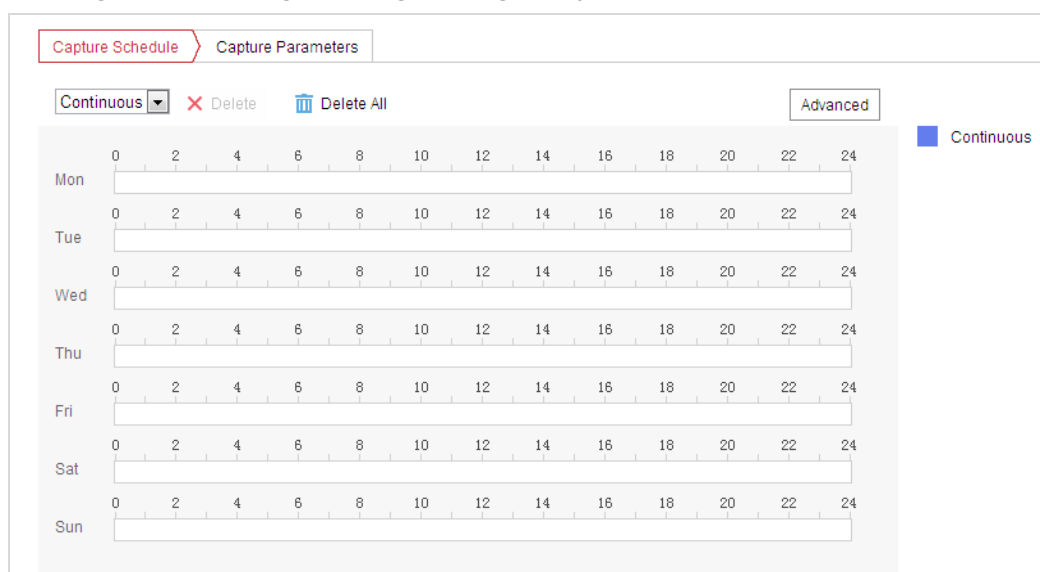 Capture Schedule Capture Parameters
Continuous Delete Delete All Advanced
Continuous
0 2 4 6 8 10 12 14 16 18 20 22 24
Mon
0 2 4 6 8 10 12 14 16 18 20 22 24
Tue
0 2 4 6 8 10 12 14 16 18 20 22 24
Wed
0 2 4 6 8 10 12 14 16 18 20 22 24
Thu
0 2 4 6 8 10 12 14 16 18 20 22 24
Fri
0 2 4 6 8 10 12 14 16 18 20 22 24
Sat
0 2 4 6 8 10 12 14 16 18 20 22 24
Sun